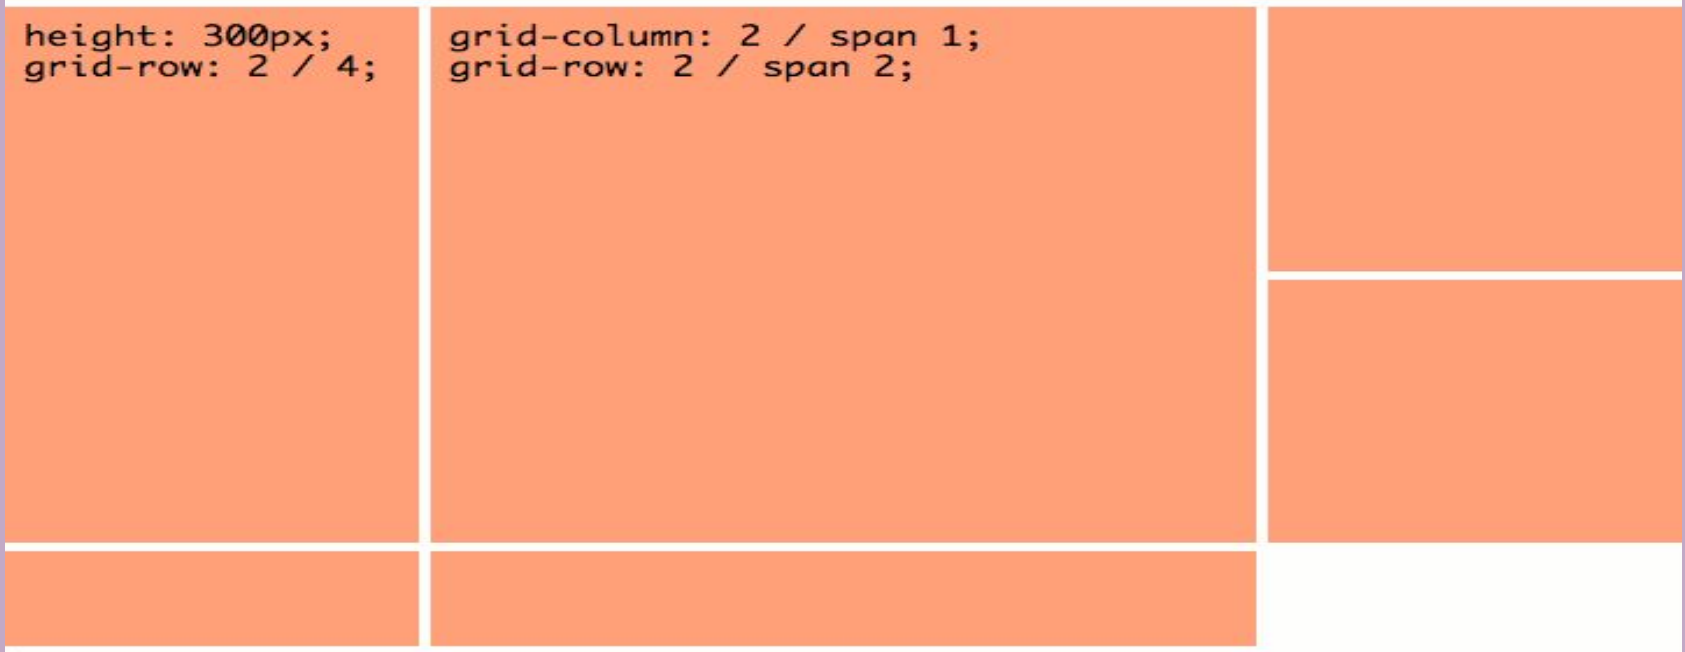 height: 300px;
grid-row: 2 / 4;
grid-column: 2 / span 1;
grid-row: 2 / span 2;